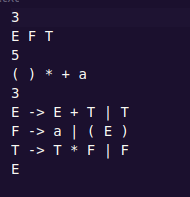 3
E F T
5
( ) * + a
3
E -> E + T | T
F -> a | ( E )
T -> T * F | F
E